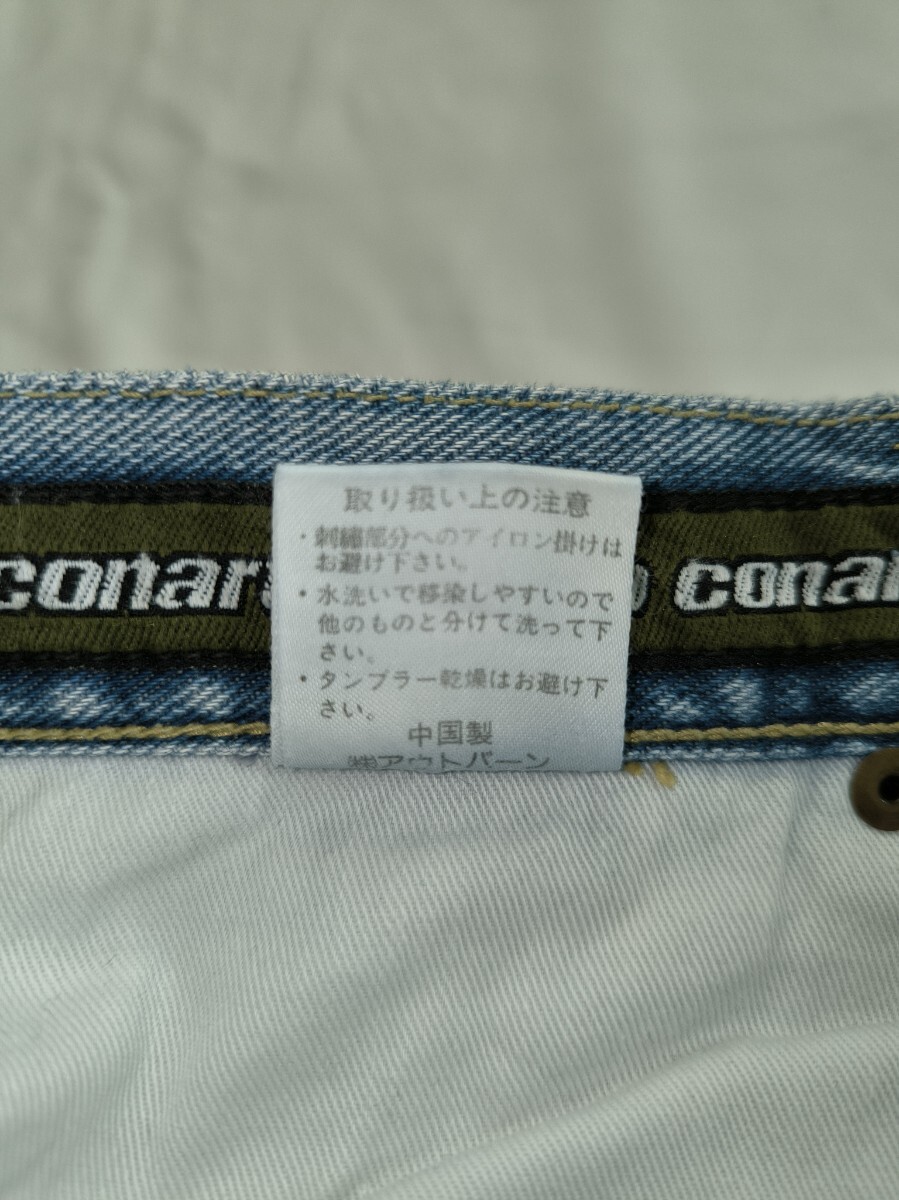 取り扱い上の注意
・刺繍部分へのアイロン掛けは
お避け下さい。
・水洗いで移染しやすいので
他のものと分けて洗って下
さい。
・タンブラー乾燥はお避け下
さい。
中国製
㈱アウトバーン
conar
cona